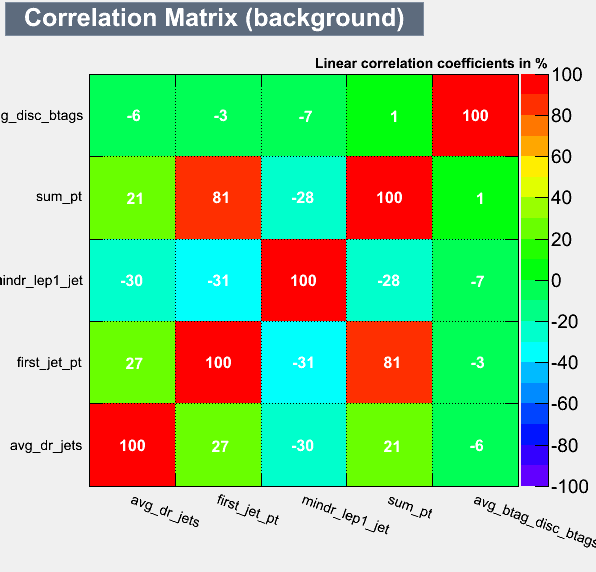 Correlation Matrix (background)
Linear correlation coefficients in %
g_disc_btags -6 -3 -7 1 100
sum_pt 21 81 -28 100 1
indr_lep1_jet -30 -31 100 -28 -7
first_jet_pt 27 100 -31 81 -3
avg_dr_jets 100 27 -30 21 -6
avg_dr_jets first_jet_pt mindr_lep1_jet sum_pt avg_btag_disc_btags
100
80
60
40
20
0
-20
-40
-60
-80
-100